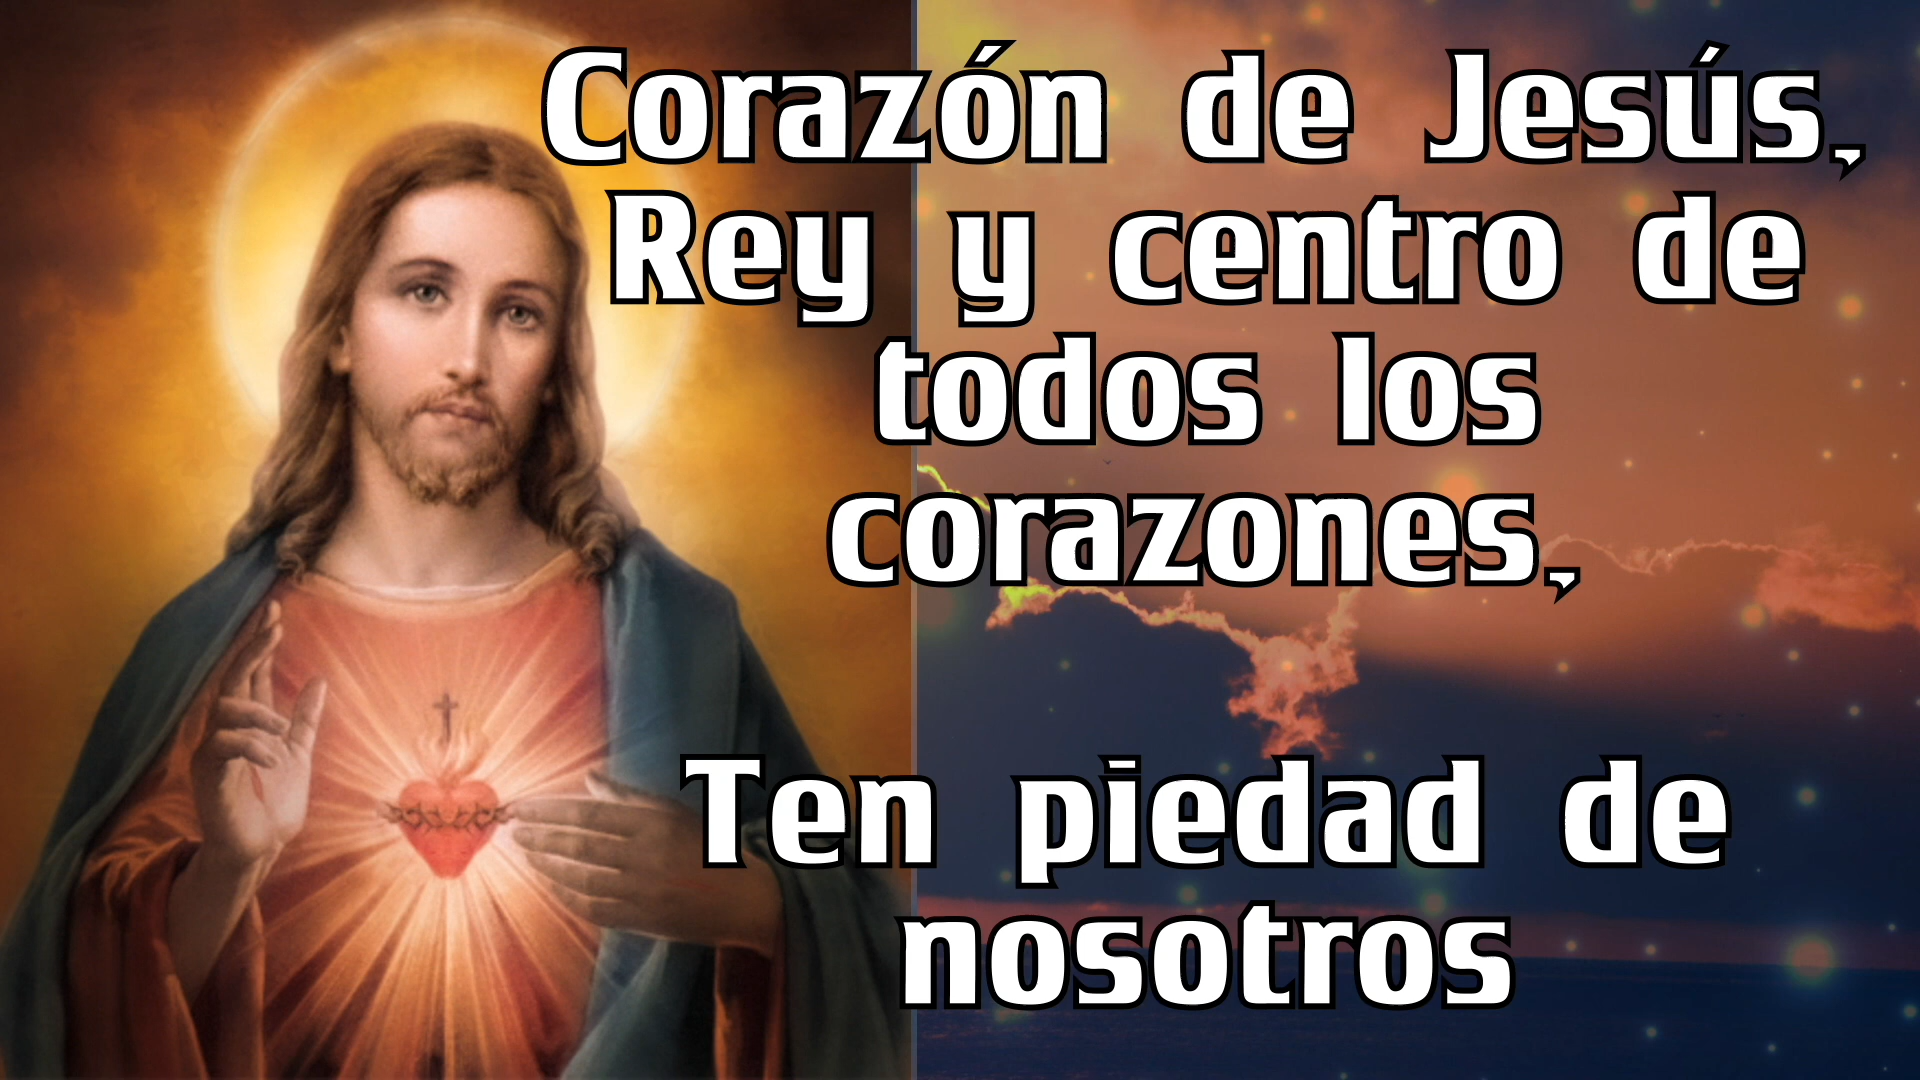 Corazón de Jesús,
Rey y centro de
todos los
corazones,
Ten piedad de
nosotros